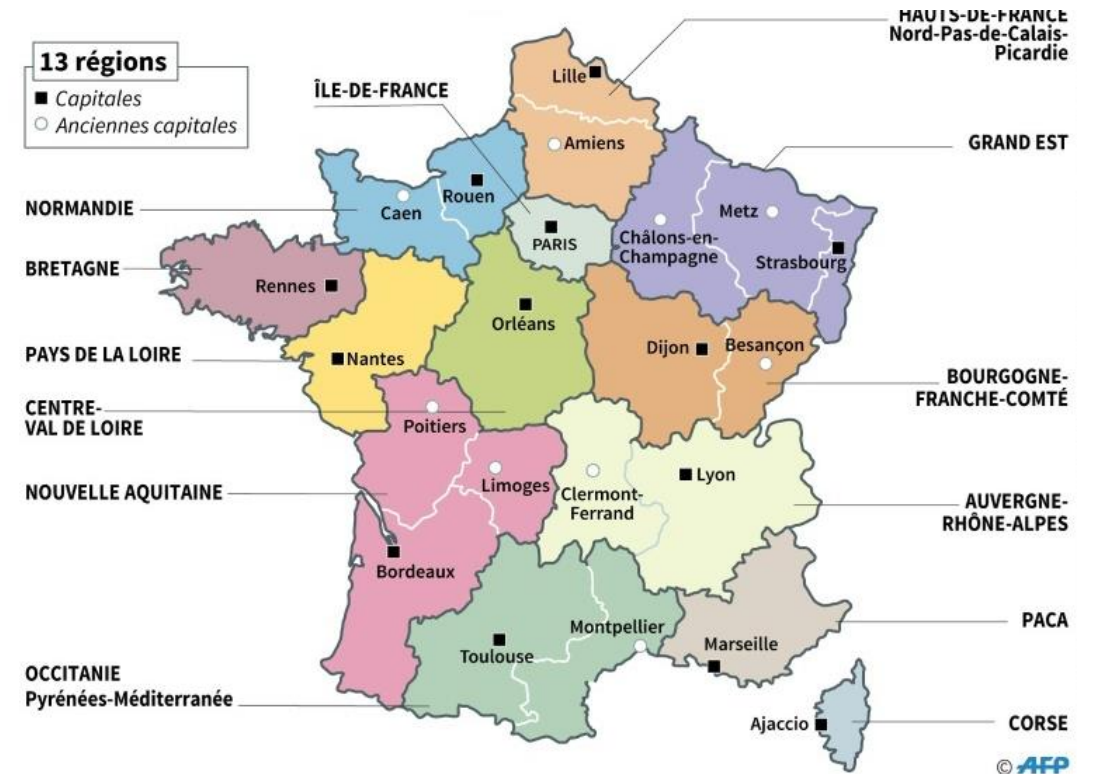 13 régions
Capitales
Anciennes capitales
HAUTS-DE-FRANCE
Nord-Pas-de-Calais-
Picardie
ÎLE-DE-FRANCE
GRAND EST
NORMANDIE
BRETAGNE
PAYS DE LA LOIRE
CENTRE-
VAL DE LOIRE
BOURGOGNE-
FRANCHE-COMTÉ
NOUVELLE AQUITAINE
AUVERGNE-
RHÔNE-ALPES
PACA
OCCITANIE
Pyrénées-Méditerranée
CORSE
Lille
Amiens
Rouen
Caen
PARIS
Châlons-en-
Champagne
Metz
Strasbourg
Rennes
Orléans
Nantes
Dijon
Besançon
Poitiers
Limoges
Clermont-
Ferrand
Lyon
Bordeaux
Toulouse
Montpellier
Marseille
Ajaccio
© AFP